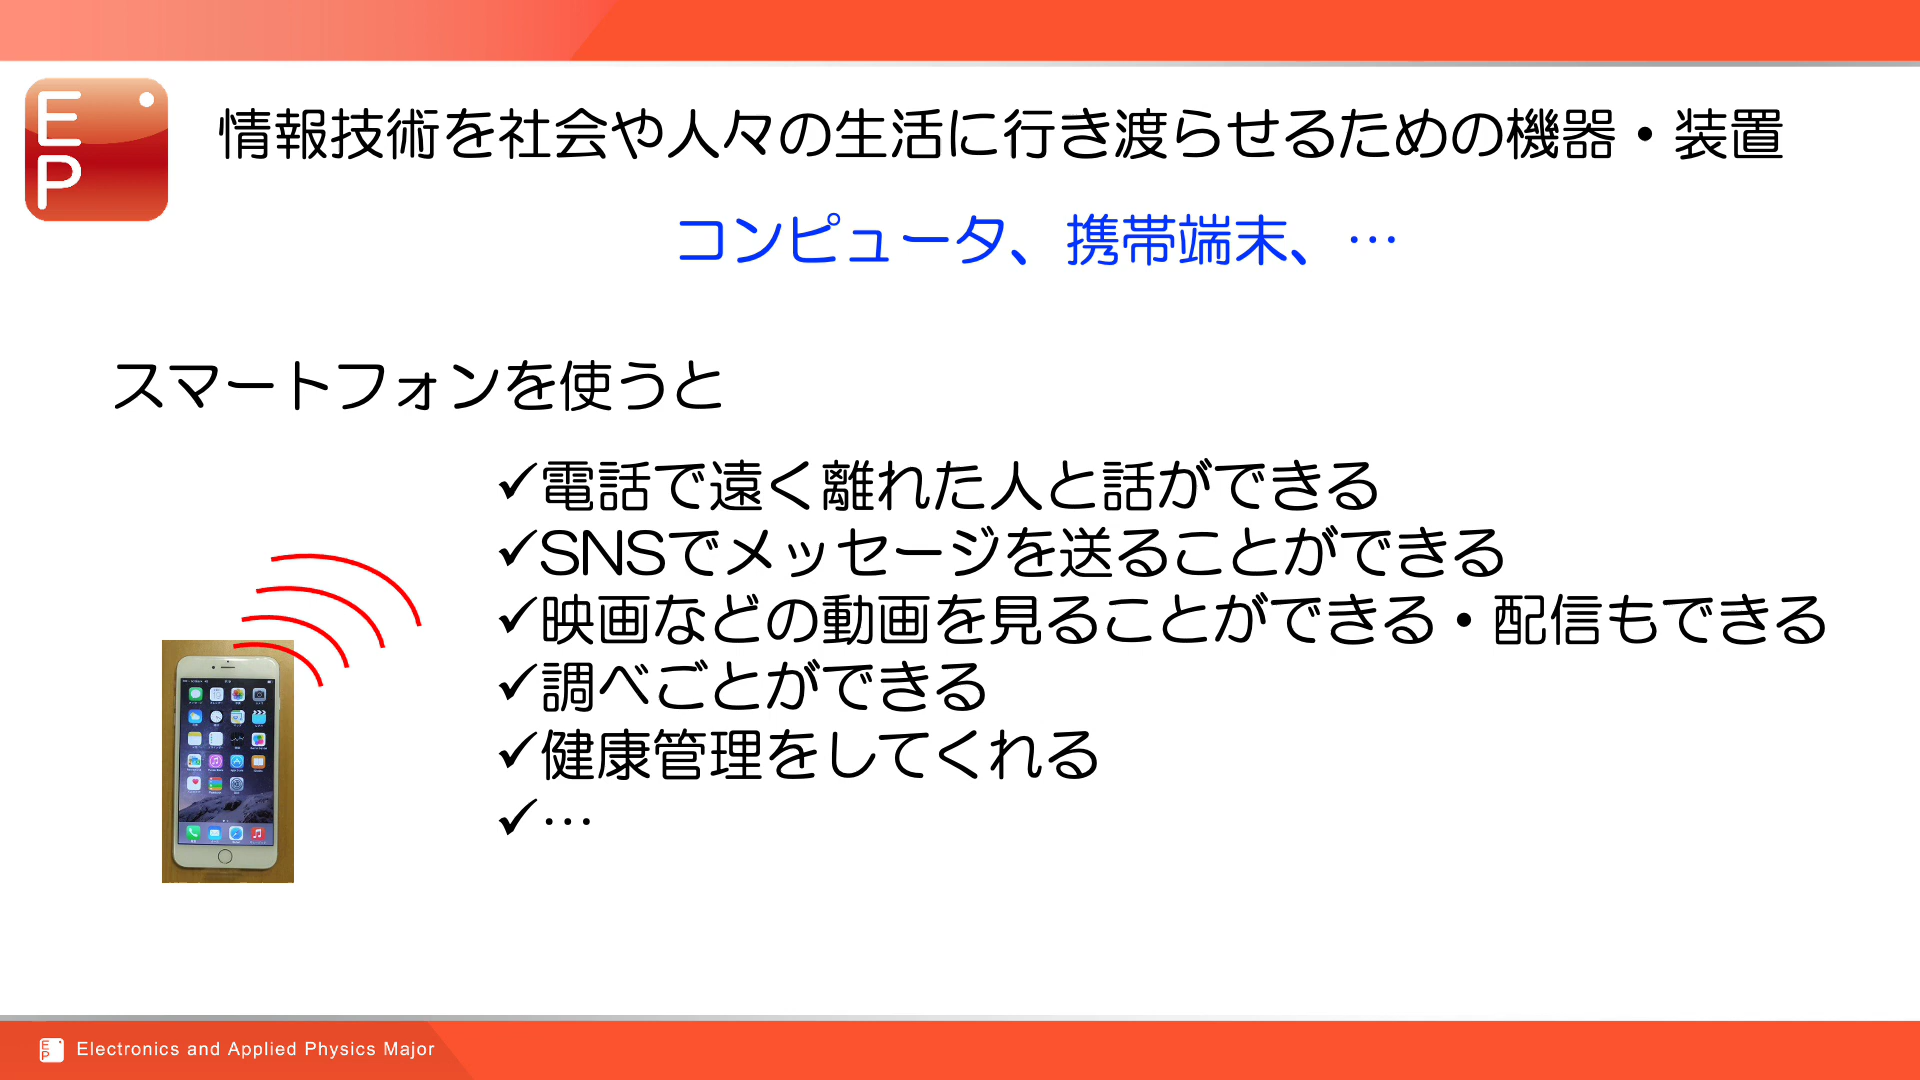 E
P
情報技術を社会や人々の生活に行き渡らせるための機器・装置
コンピュータ、携帯端末、…
スマートフォンを使うと
✓電話で遠く離れた人と話ができる
✓SNSでメッセージを送ることができる
✓映画などの動画を見ることができる・配信もできる
✓調べごとができる
✓健康管理をしてくれる
✓…
EP Electronics and Applied Physics Major